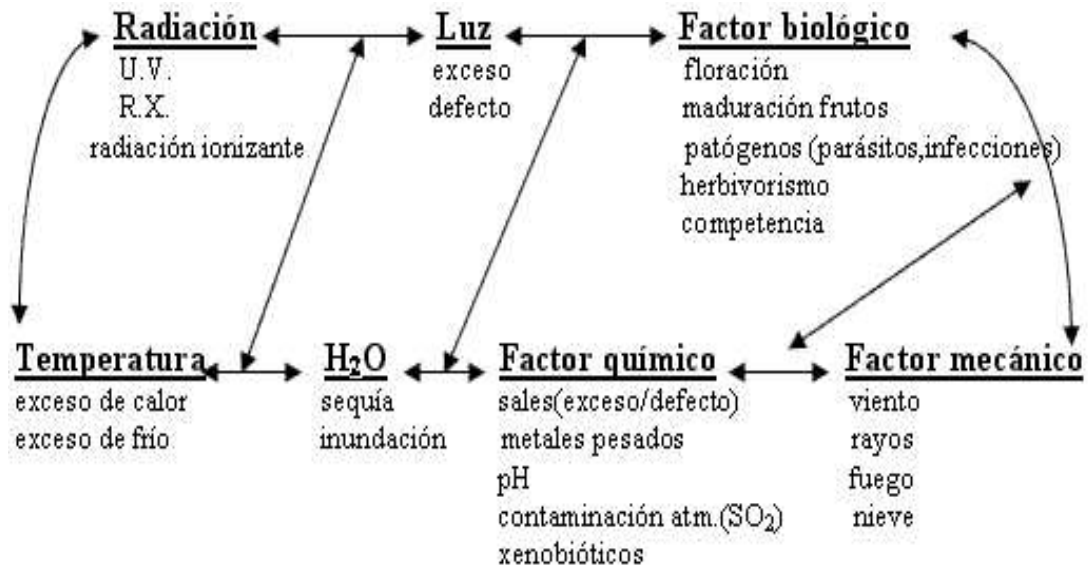 Radiación
U.V.
R.X.
radiación ionizante
Luz
exceso
defecto
Factor biológico
floración
maduración frutos
patógenos (parásitos,infecciones)
herbivorismo
competencia
Temperatura
exceso de calor
exceso de frío
H₂O
sequía
inundación
Factor químico
sales(exceso/defecto)
metales pesados
pH
contaminación atm.(SO₂)
xenobióticos
Factor mecánico
viento
rayos
fuego
nieve